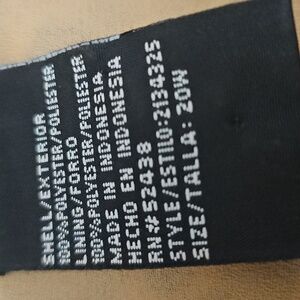 SHELL/EXTERIOR
100%POLYESTER/POLIESTER
LINING/FORRO
100%POLYESTER/POLIESTER
MADE IN INDONESIA
HECHO EN INDONESIA
RN#52438
STYLE/ESTILO:2134325
SIZE/TALLA: 20W